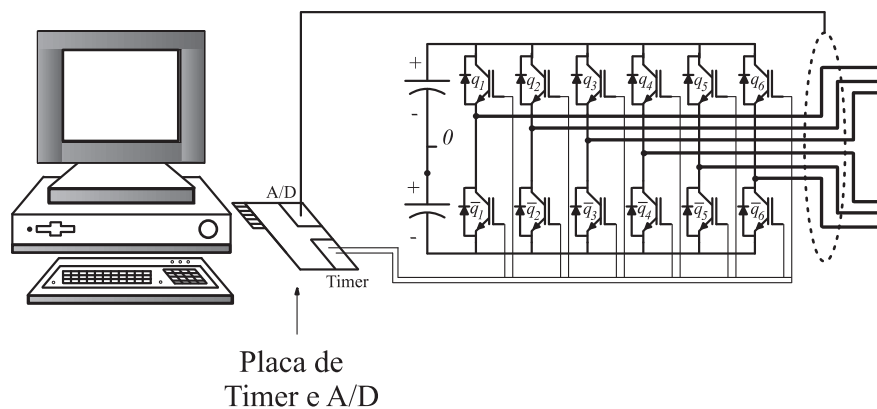 +
-
0
+
-
q1 q2 q3 q4 q5 q6
q̅1 q̅2 q̅3 q̅4 q̅5 q̅6
A/D
Timer
Placa de
Timer e A/D